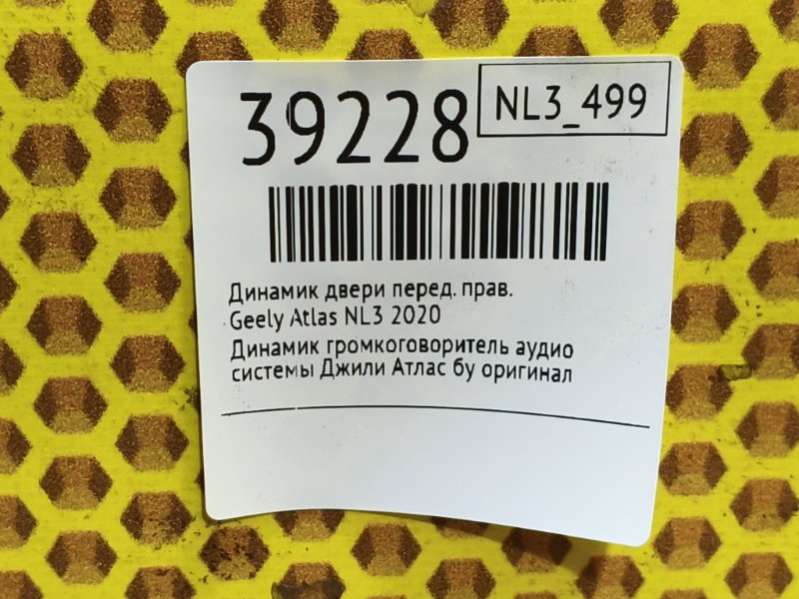 39228
NL3_499
Динамик двери перед. прав.
Geely Atlas NL3 2020
Динамик громкоговоритель аудио
системы Джили Атлас бу оригинал